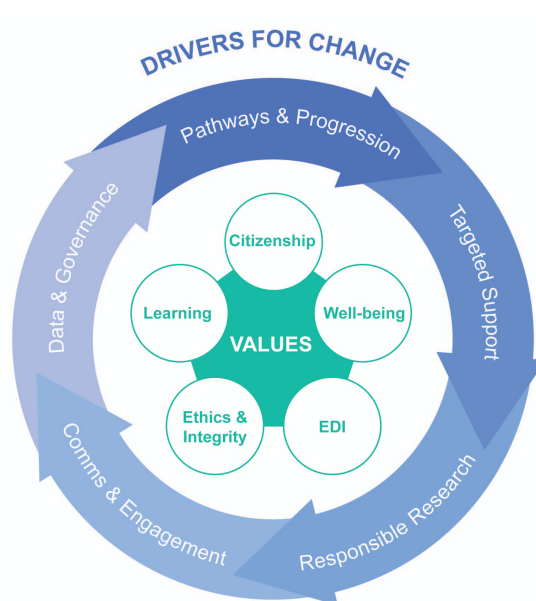 DRIVERS FOR CHANGE
Pathways & Progression
Targeted Support
Responsible Research
Comms & Engagement
Data & Governance
Citizenship
Well-being
EDI
Ethics &
Integrity
Learning
VALUES